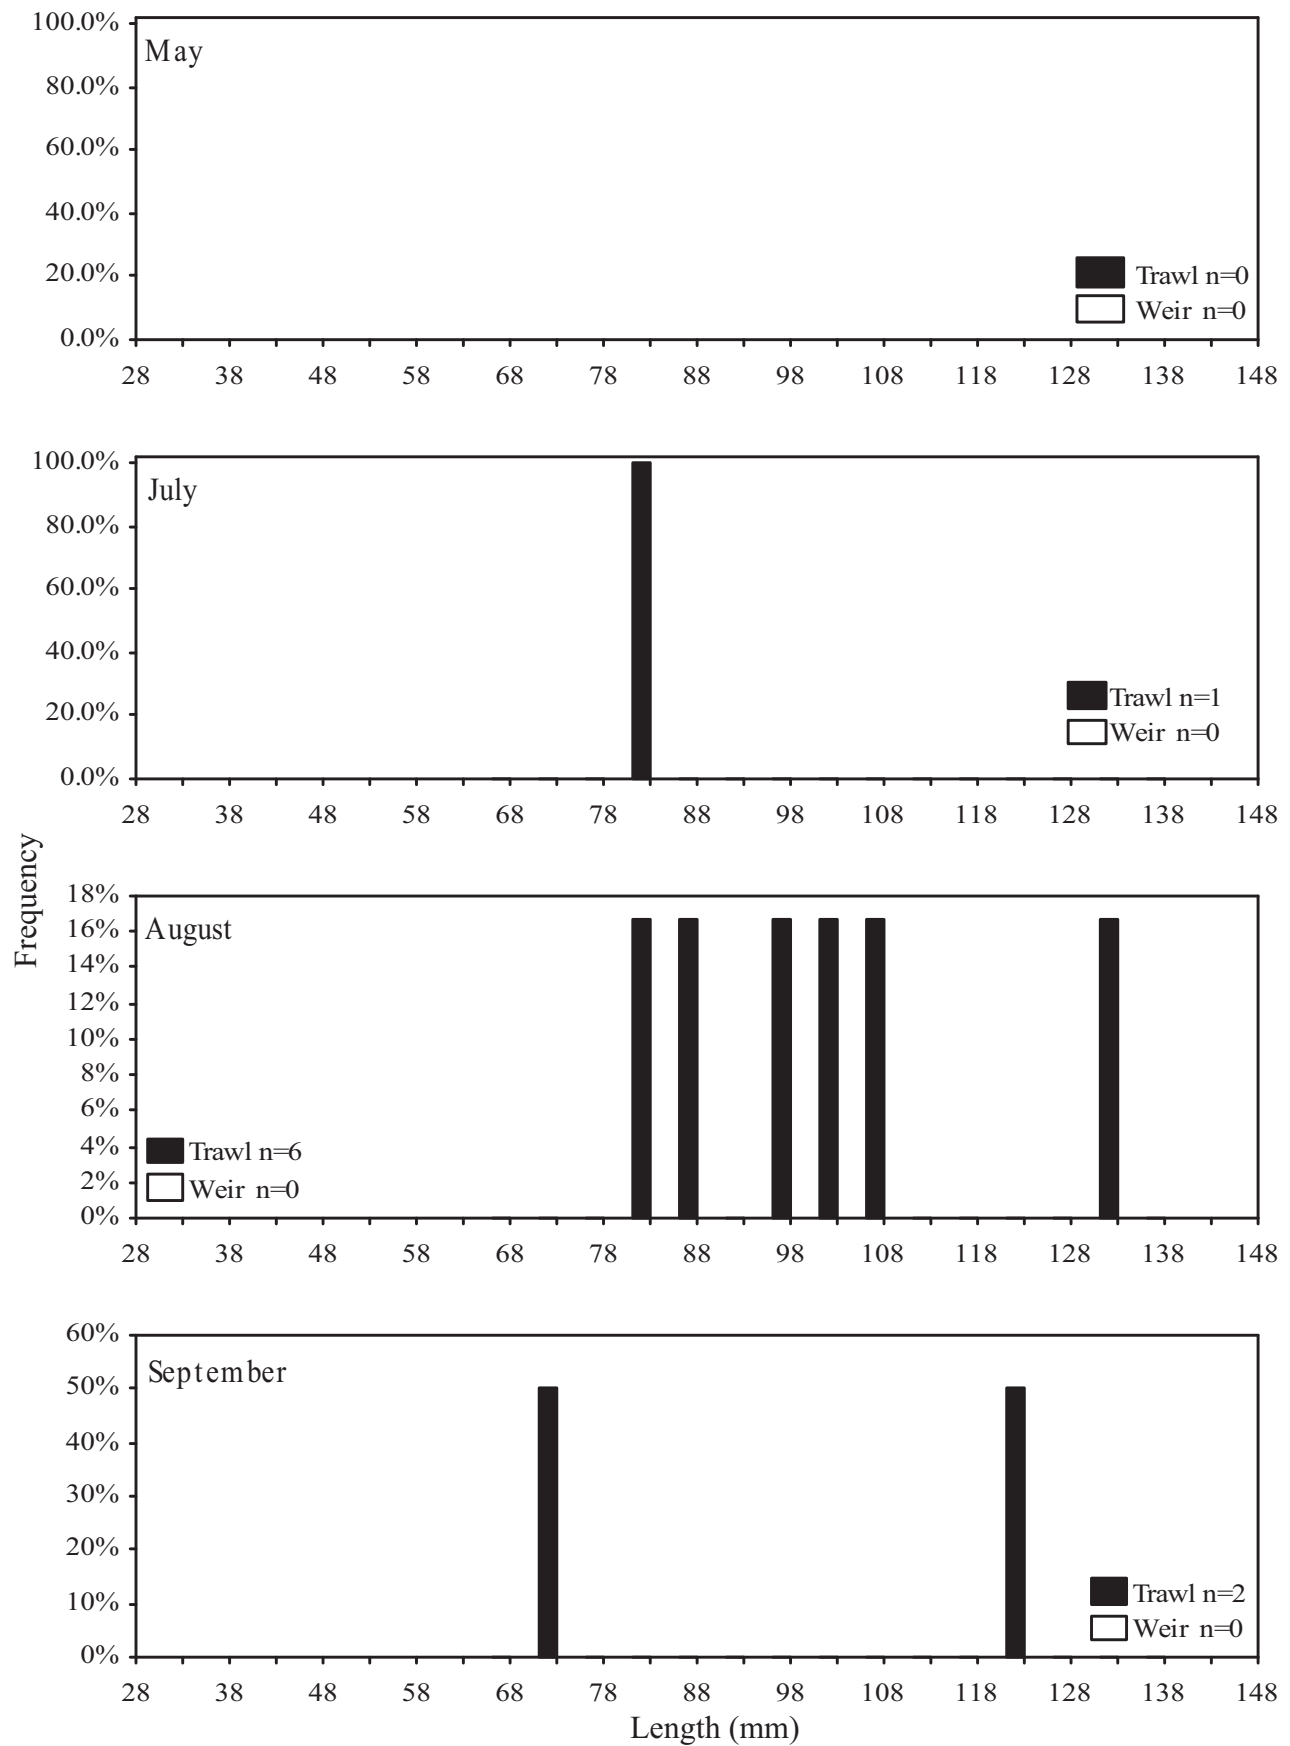 100.0%
May
80.0%
60.0%
40.0%
20.0%
Trawl n=0
Weir n=0
0.0%
28 38 48 58 68 78 88 98 108 118 128 138 148
100.0%
July
80.0%
60.0%
40.0%
20.0%
Trawl n=1
Weir n=0
0.0%
28 38 48 58 68 78 88 98 108 118 128 138 148
Frequency
18%
August
16%
14%
12%
10%
8%
6%
4%
Trawl n=6
2%
Weir n=0
0%
28 38 48 58 68 78 88 98 108 118 128 138 148
60%
September
50%
40%
30%
20%
10%
Trawl n=2
Weir n=0
0%
28 38 48 58 68 78 88 98 108 118 128 138 148
Length (mm)